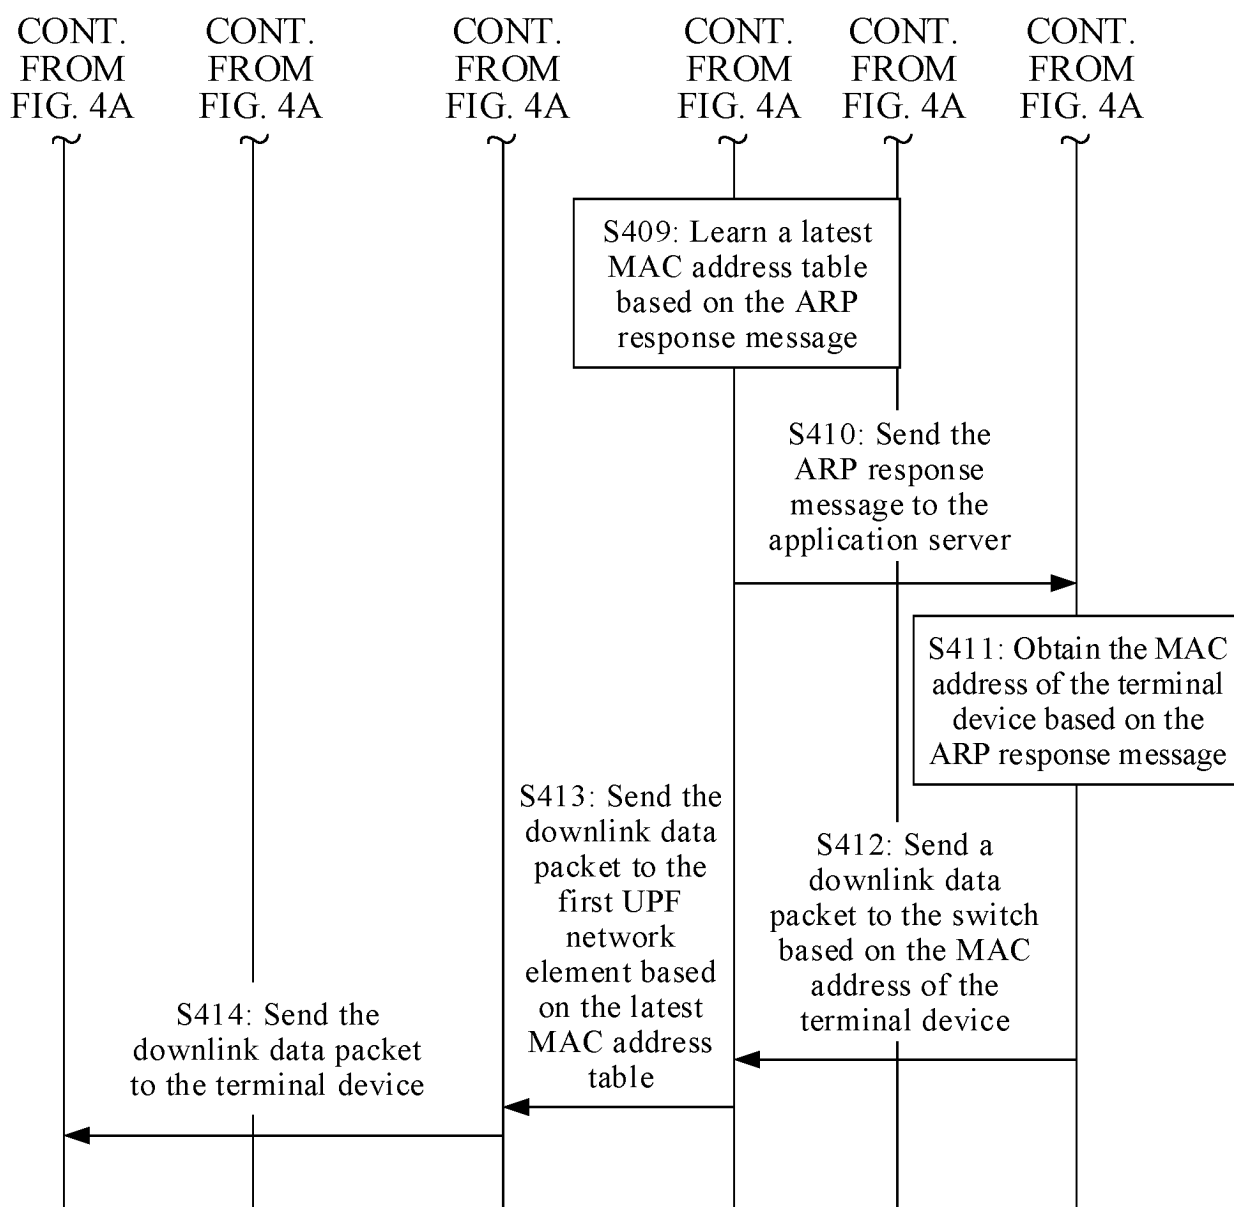 CONT.
FROM
FIG. 4A
CONT.
FROM
FIG. 4A
CONT.
FROM
FIG. 4A
CONT.
FROM
FIG. 4A
CONT.
FROM
FIG. 4A
CONT.
FROM
FIG. 4A
S409: Learn a latest
MAC address table
based on the ARP
response message
S410: Send the
ARP response
message to the
application server
S411: Obtain the MAC
address of the terminal
device based on the
ARP response message
S412: Send a
downlink data
packet to the switch
based on the MAC
address of the
terminal device
S413: Send the
downlink data
packet to the
first UPF
network
element based
on the latest
MAC address
table
S414: Send the
downlink data packet
to the terminal device